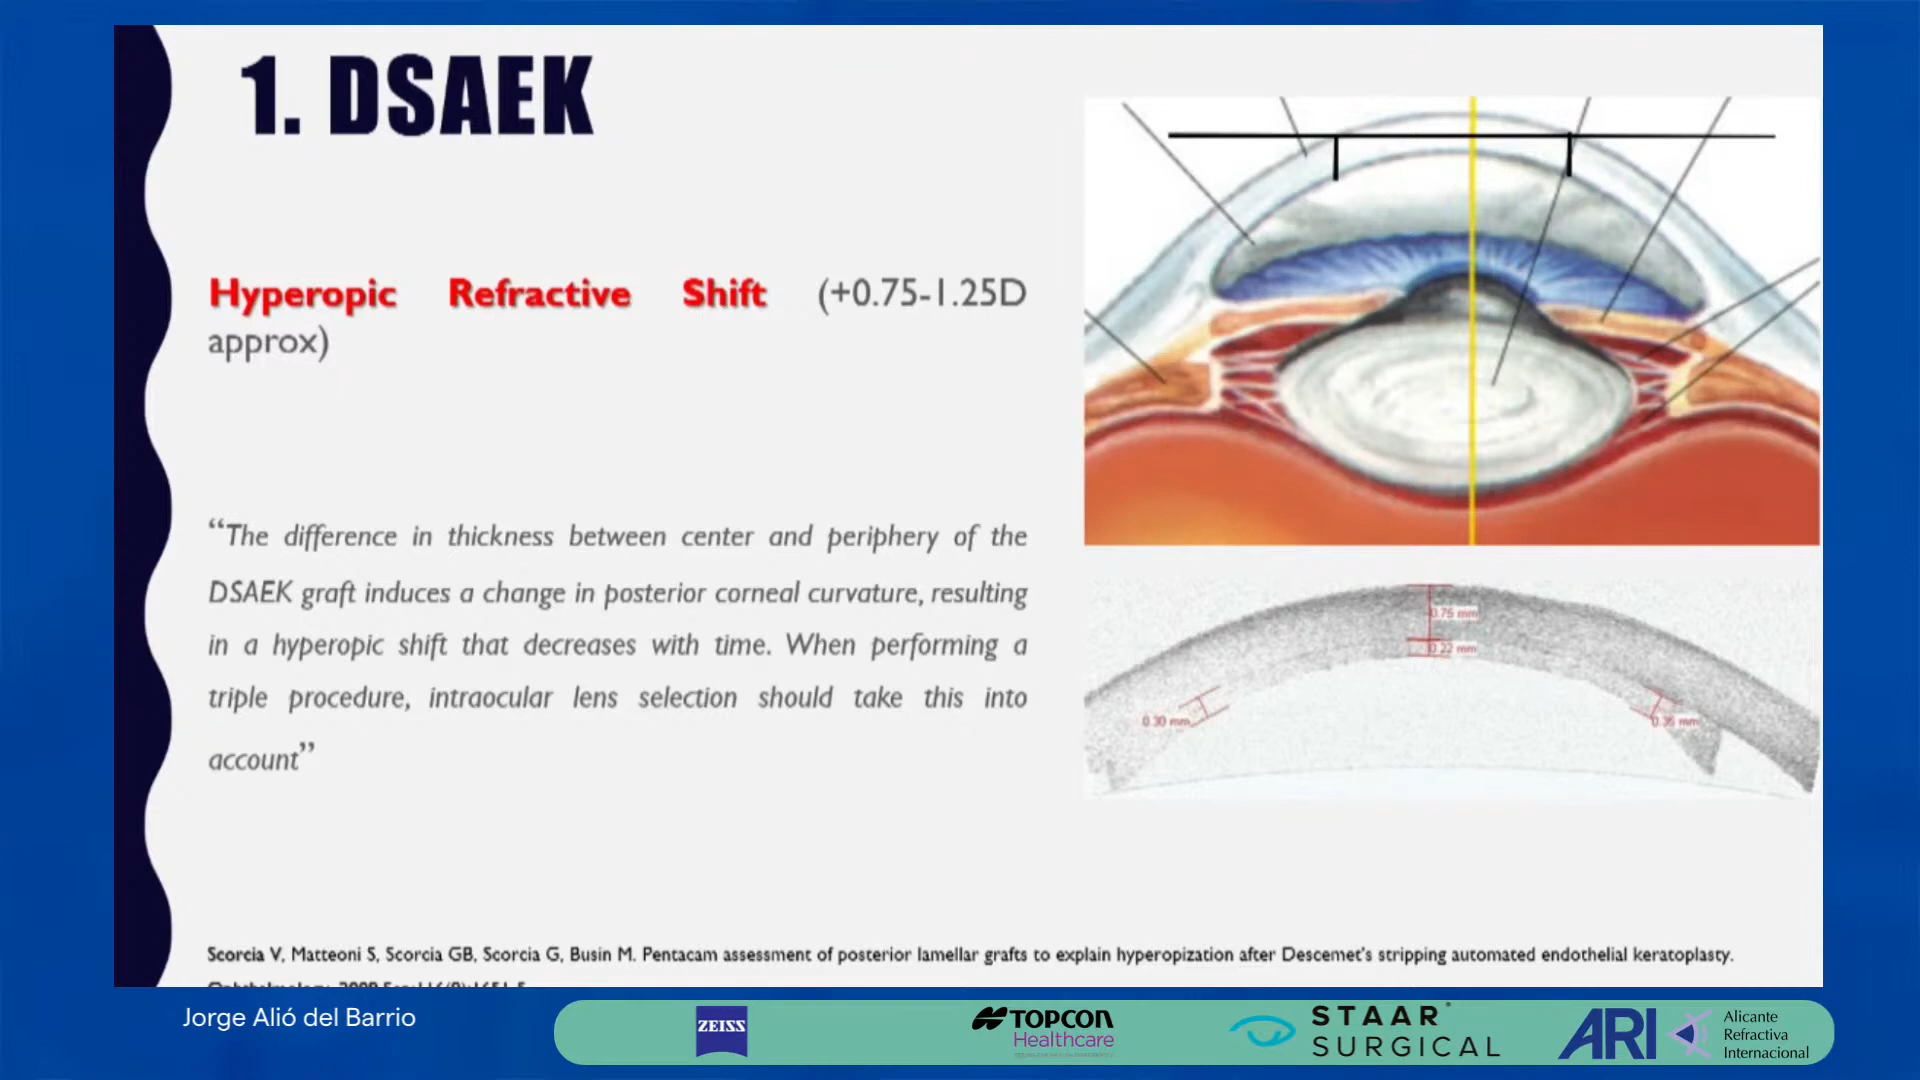 1. DSAEK
Hyperopic Refractive Shift (+0.75-1.25D
approx)
“The difference in thickness between center and periphery of the
DSAEK graft induces a change in posterior corneal curvature, resulting
in a hyperopic shift that decreases with time. When performing a
triple procedure, intraocular lens selection should take this into
account”
0.75 mm
0.22 mm
0.30 mm
Scorcia V, Matteoni S, Scorcia GB, Scorcia G, Busin M. Pentacam assessment of posterior lamellar grafts to explain hyperopization after Descemet's stripping automated endothelial keratoplasty.
Jorge Alió del Barrio
ZEISS
TOPCON
Healthcare
STAAR
SURGICAL
ARI
Alicante
Refractiva
Internacional